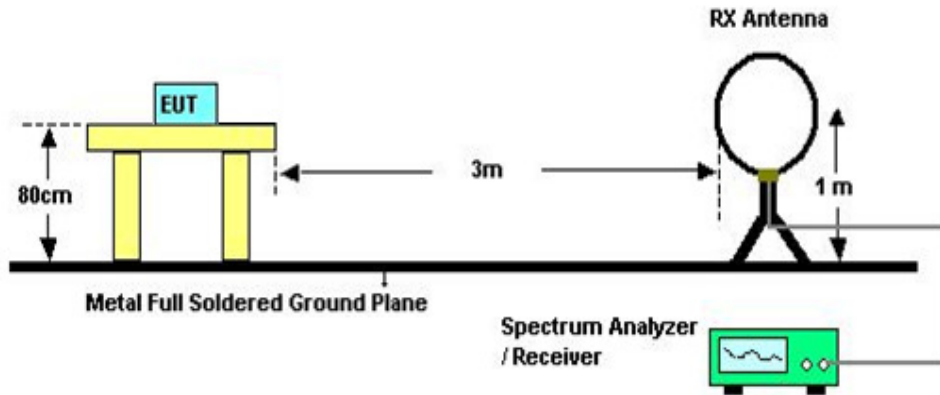 RX Antenna
EUT
80cm
3m
1 m
Metal Full Soldered Ground Plane
Spectrum Analyzer
/ Receiver